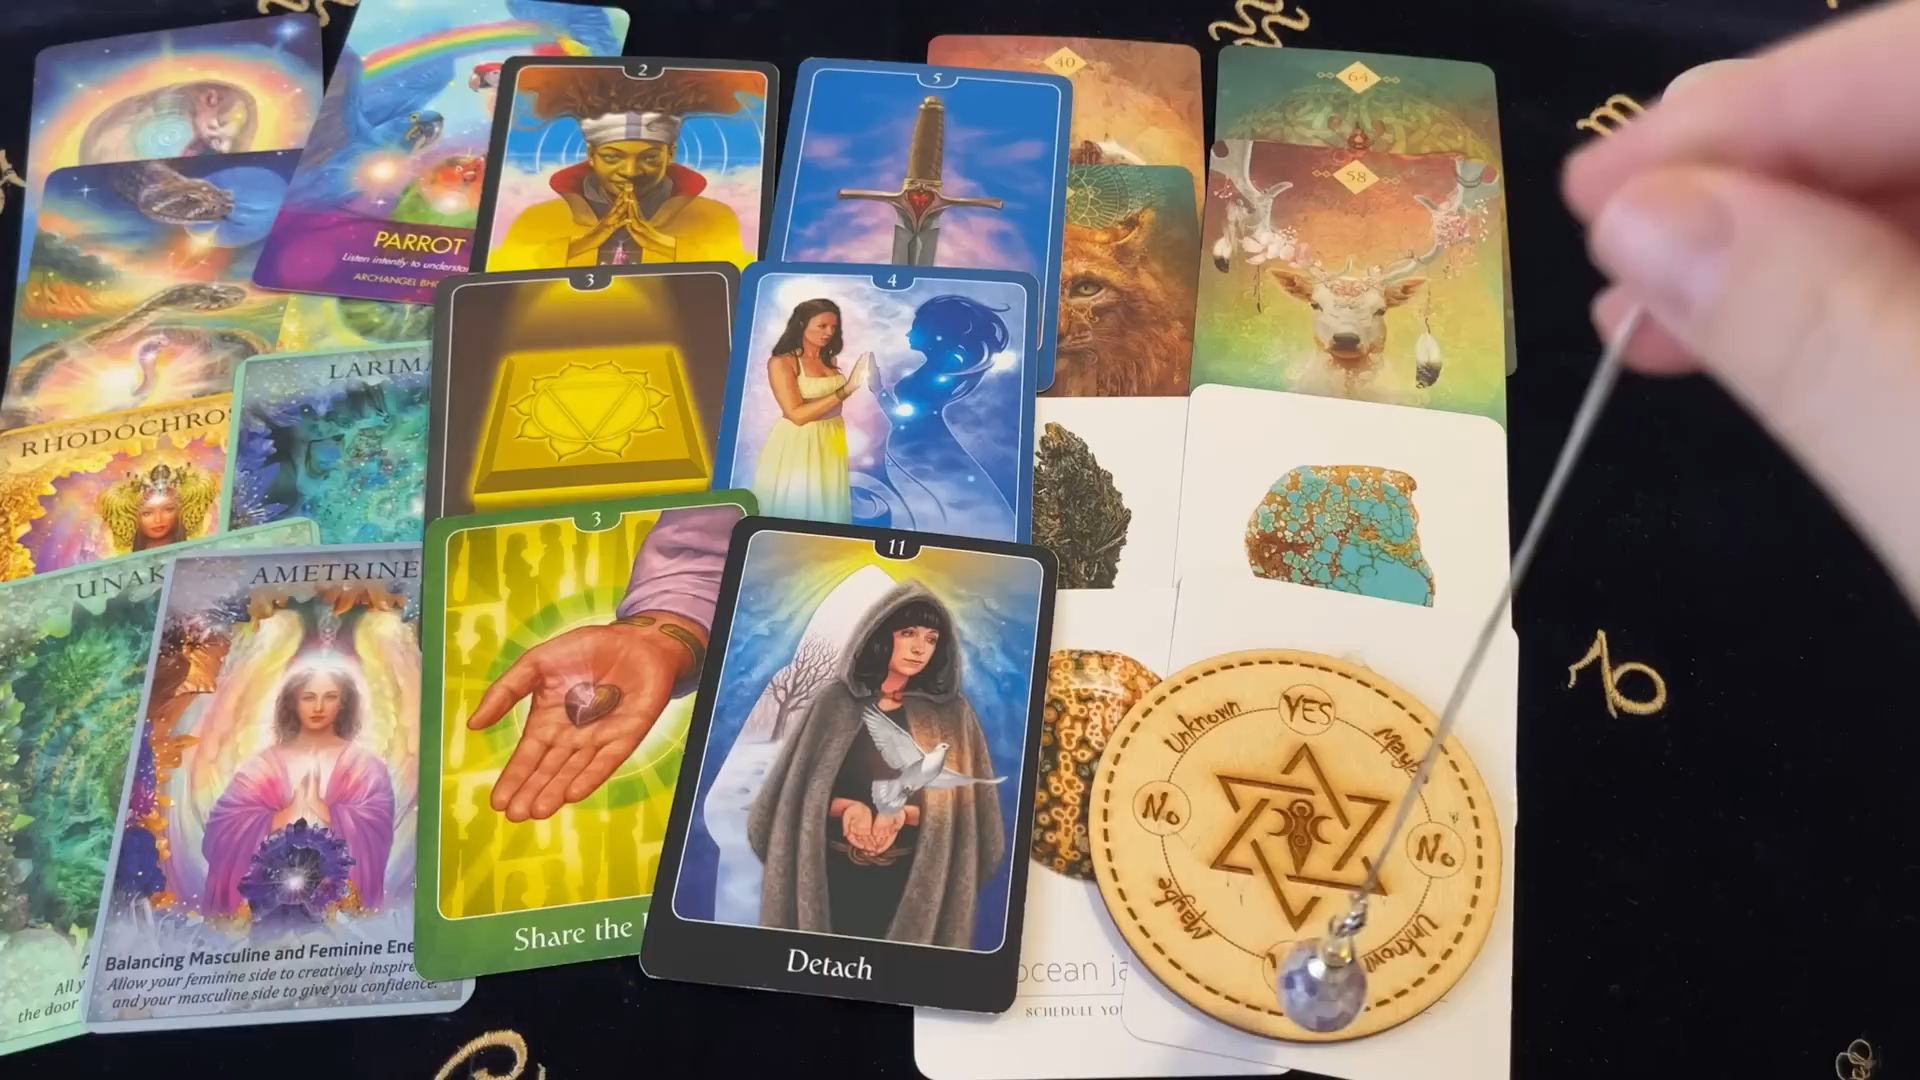 40
64
58
2
5
PARROT
Listen intently to
ARCHANGEL
3
4
LARIMA
RHODOCHROS
UNAK
AMETRINE
3
11
YES
Unknown
Maybe
No
No
Maybe
Unknown
Share the
Detach
Balancing Masculine and Feminine Ene
Allow your feminine side to creatively inspire
and your masculine side to give you confidence.
All y
the door
ocean ja
SCHEDULE YO